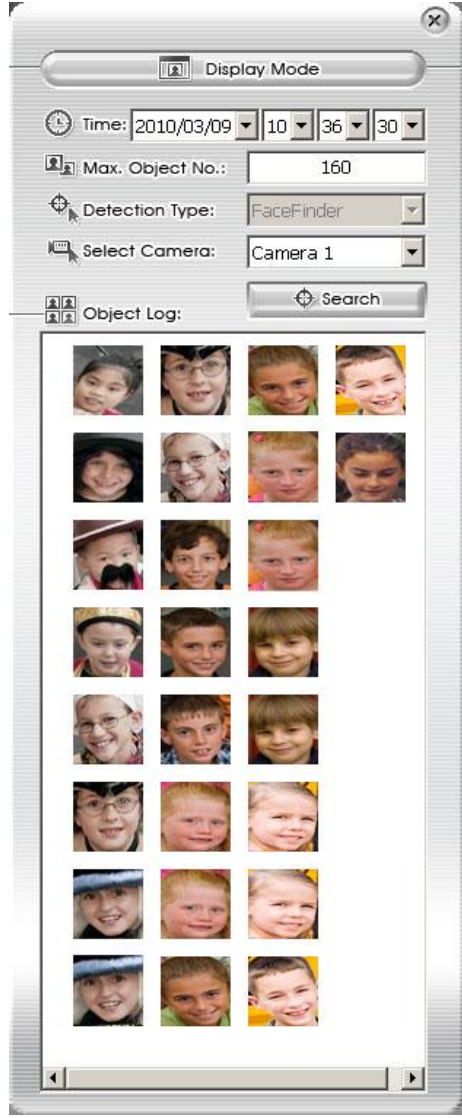 Display Mode
Time: 2010/03/09 10 36 30
Max. Object No.: 160
Detection Type: FaceFinder
Select Camera: Camera 1
Search
Object Log: